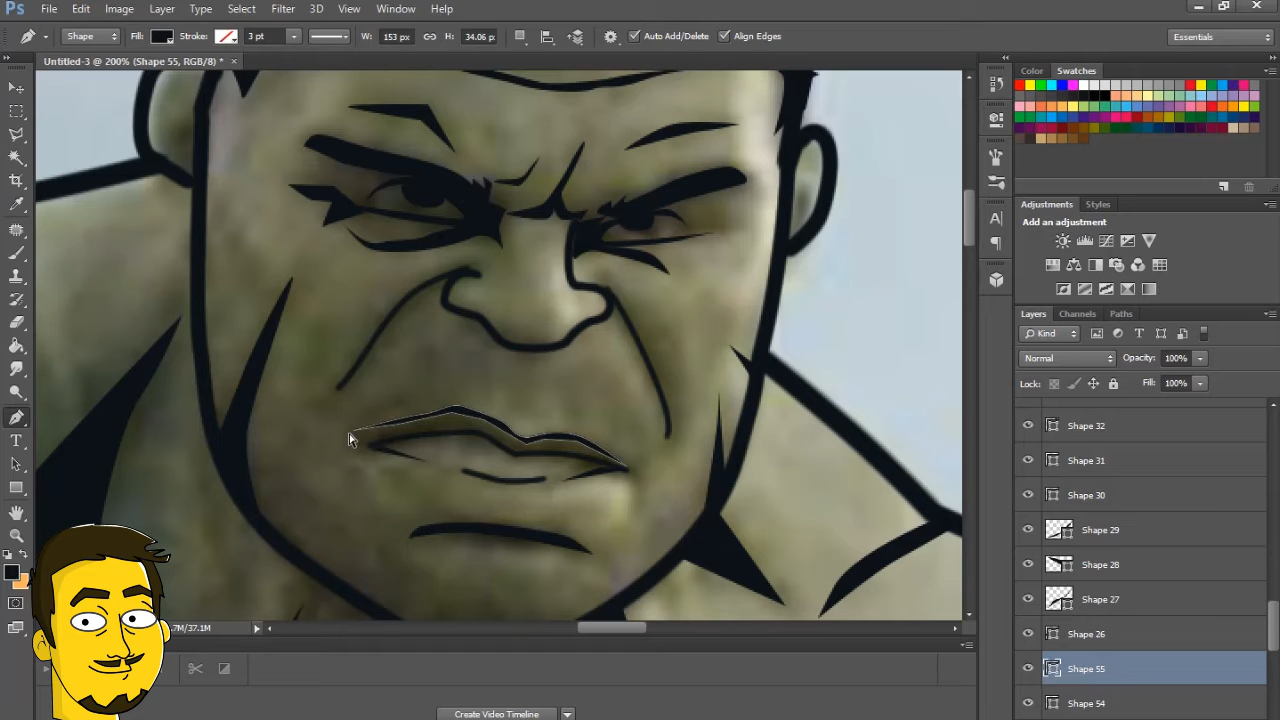 Ps File Edit Image Layer Type Select Filter 3D View Window Help
Shape Fill: Stroke: 3 pt W: 153 px H: 34.06 p: Auto Add/Delete Align Edges Essentials
Untitled-3 @ 200% (Shape 55, RGB/8) * ×
Color Swatches
Adjustments Styles
Add an adjustment
Layers Channels Paths
Kind
Normal Opacity: 100%
Lock: Fill: 100%
Shape 32
Shape 31
Shape 30
Shape 29
Shape 28
Shape 27
Shape 26
Shape 55
Shape 54
.7M/37.1M
Create Video Timeline